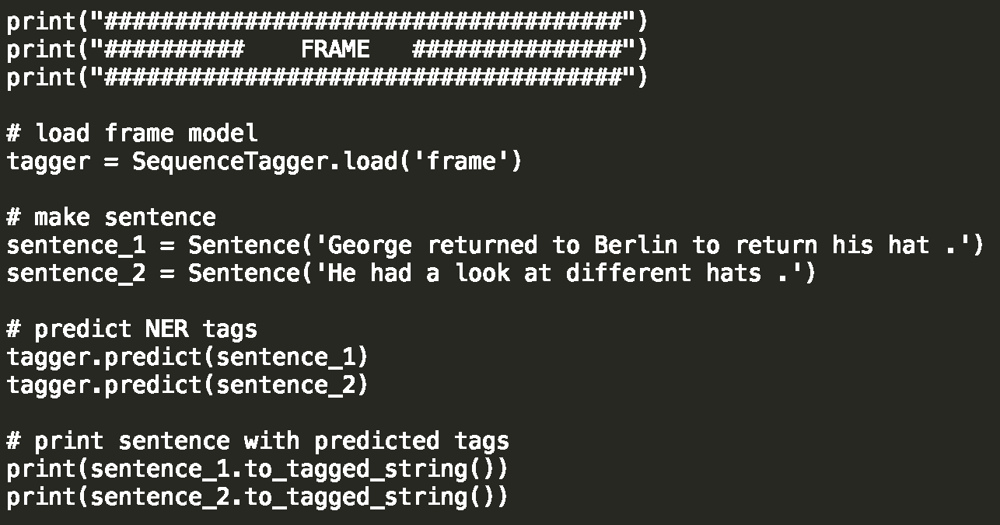 print("#####################################")
print("##########    FRAME   ###############")
print("#####################################")
# load frame model
tagger = SequenceTagger.load('frame')
# make sentence
sentence_1 = Sentence('George returned to Berlin to return his hat .')
sentence_2 = Sentence('He had a look at different hats .')
# predict NER tags
tagger.predict(sentence_1)
tagger.predict(sentence_2)
# print sentence with predicted tags
print(sentence_1.to_tagged_string())
print(sentence_2.to_tagged_string())